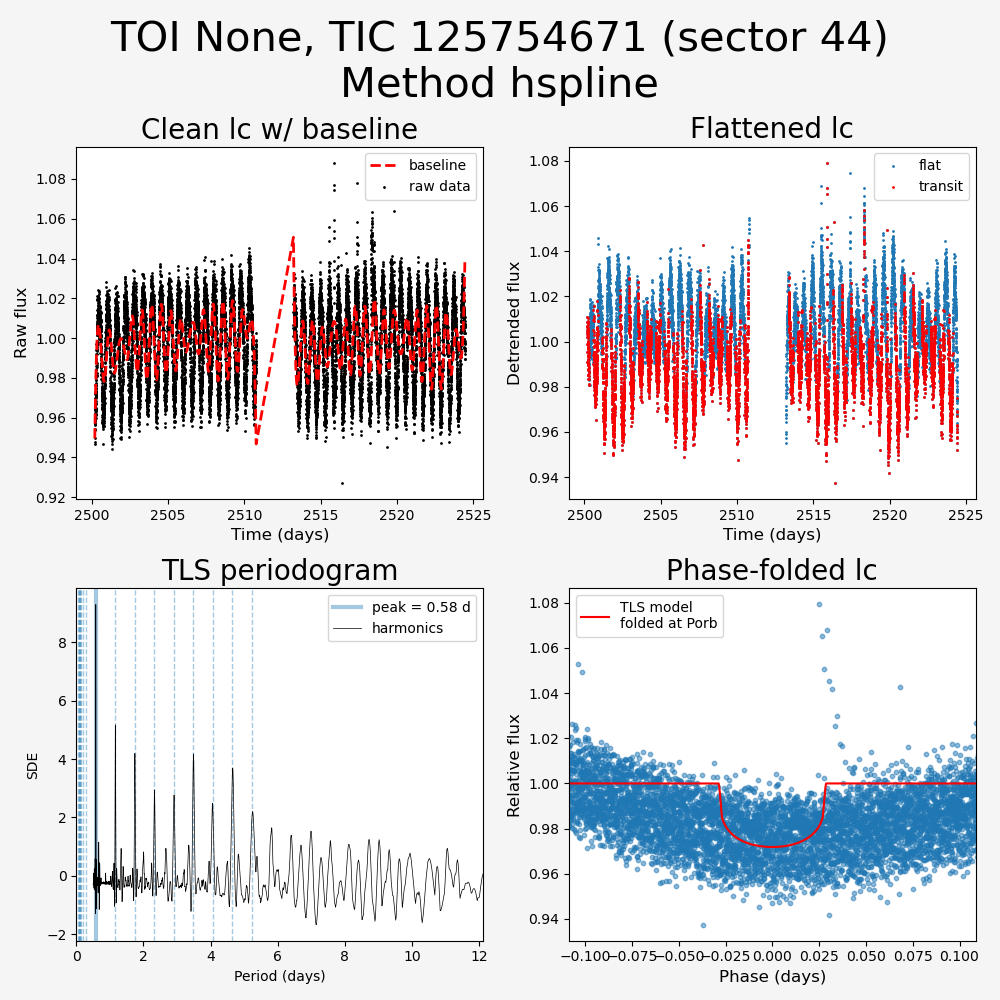 TOI None, TIC 125754671 (sector 44)
Method hspline
Clean lc w/ baseline
baseline
raw data
1.08
1.06
1.04
1.02
1.00
0.98
0.96
0.94
0.92
Raw flux
2500
2505
2510
2515
2520
2525
Time (days)
Flattened lc
flat
transit
1.08
1.06
1.04
1.02
1.00
0.98
0.96
0.94
Detrended flux
2500
2505
2510
2515
2520
2525
Time (days)
TLS periodogram
peak = 0.58 d
harmonics
8
6
4
2
0
−2
SDE
0
2
4
6
8
10
12
Period (days)
Phase-folded lc
TLS model
folded at Porb
1.08
1.06
1.04
1.02
1.00
0.98
0.96
0.94
Relative flux
−0.100
−0.075
−0.050
−0.025
0.000
0.025
0.050
0.075
0.100
Phase (days)